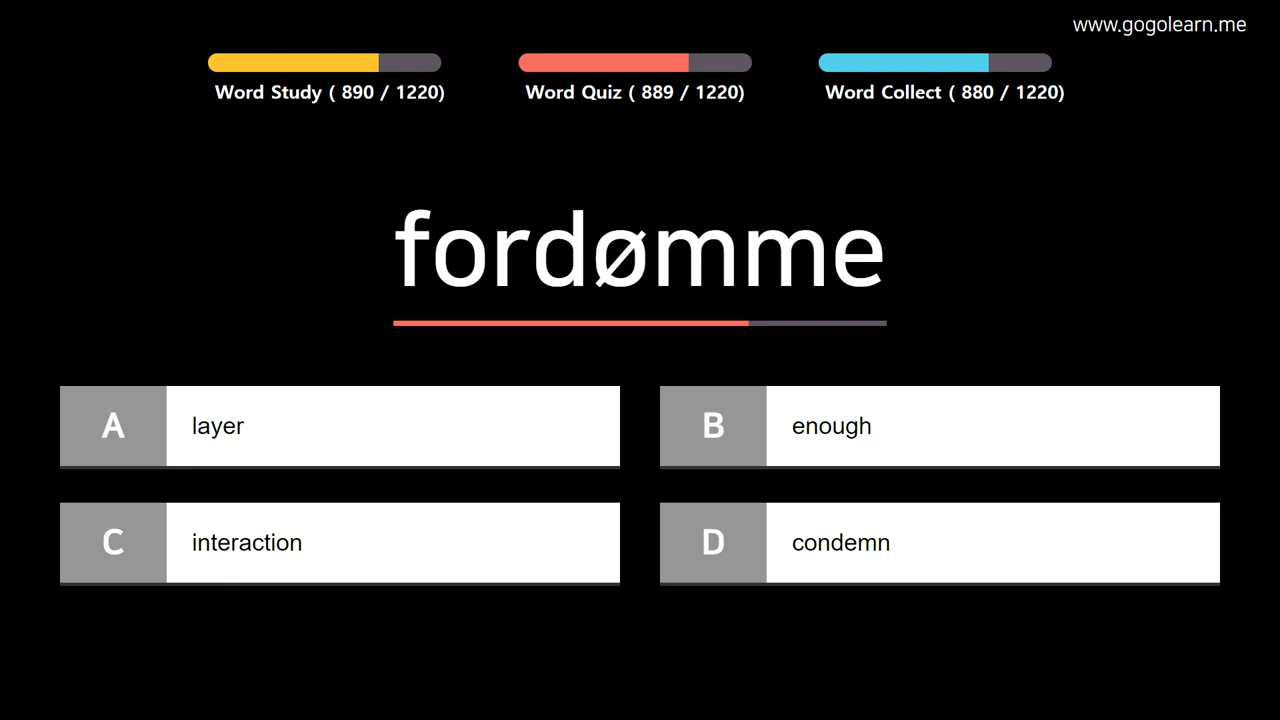 www.gogolearn.me
Word Study ( 890 / 1220)
Word Quiz ( 889 / 1220)
Word Collect ( 880 / 1220)
fordømme
A layer
B enough
C interaction
D condemn